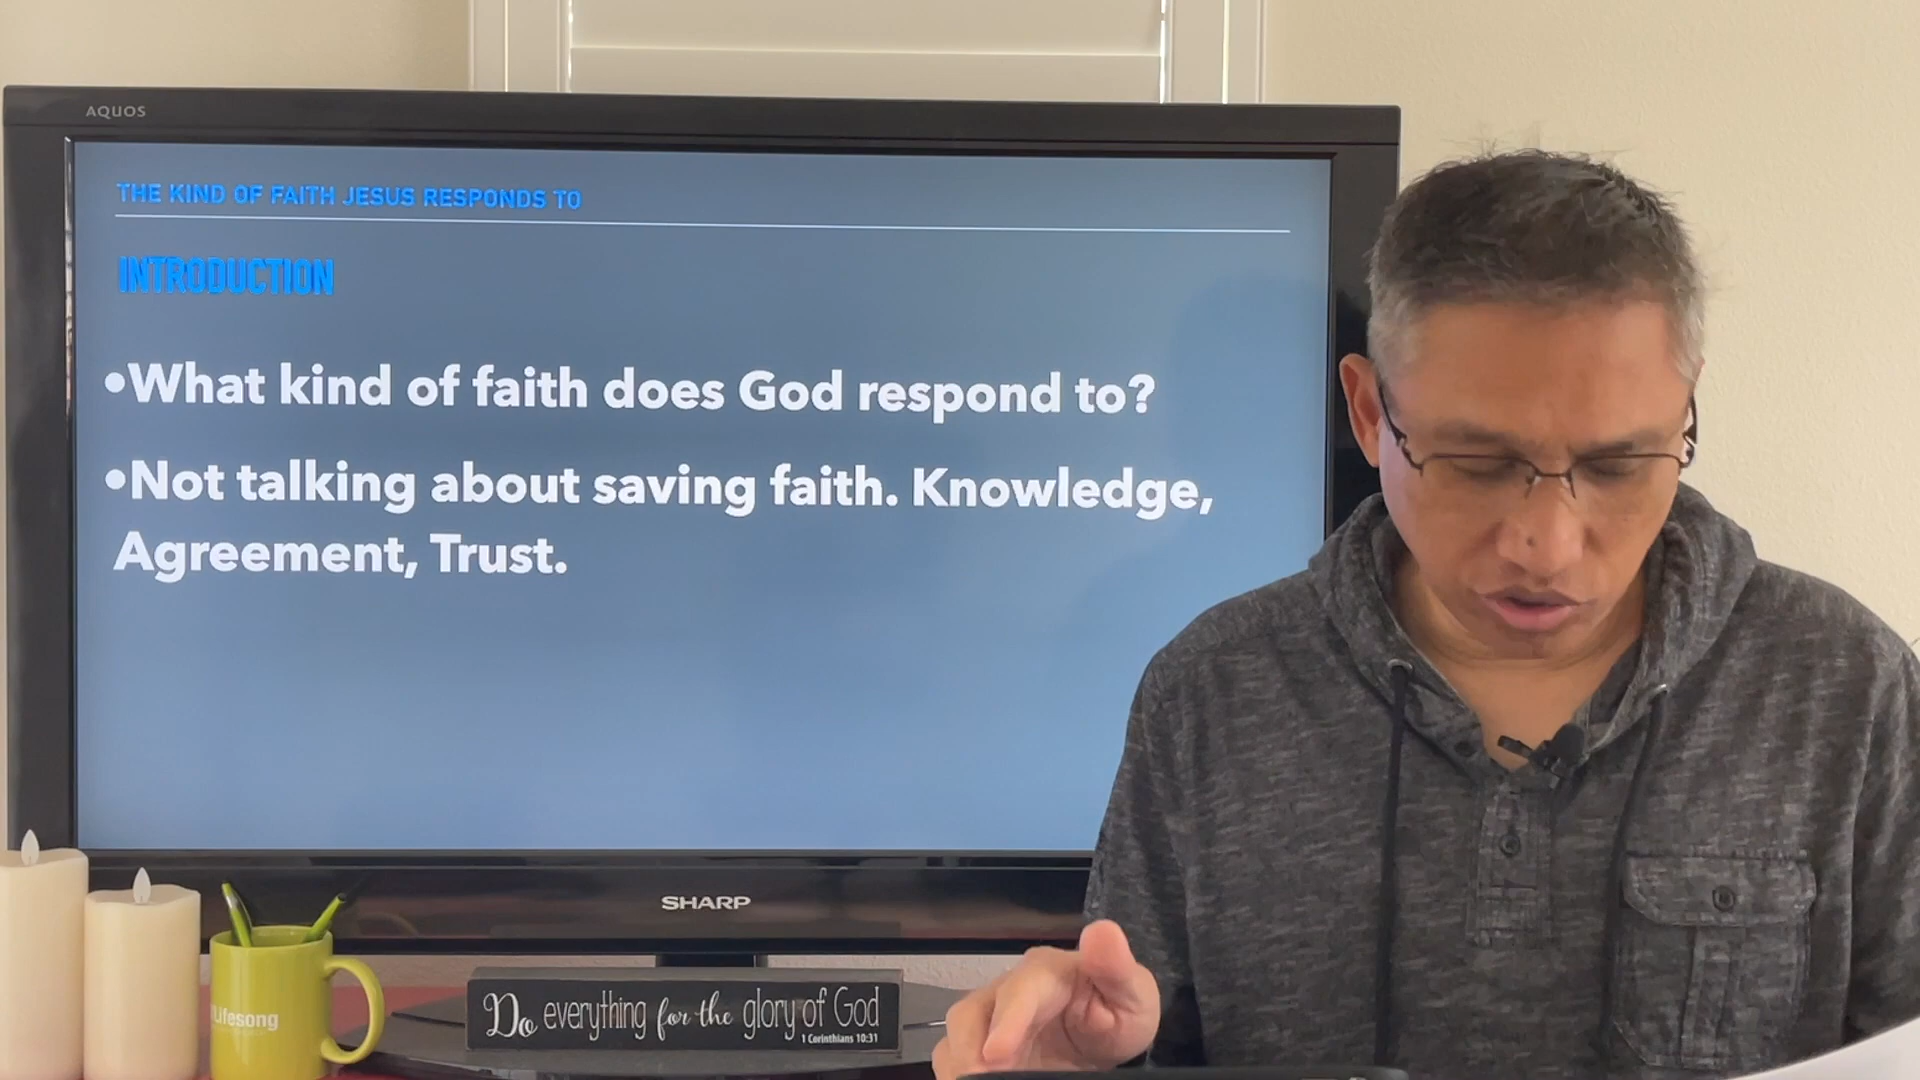 AQUOS
THE KIND OF FAITH JESUS RESPONDS TO
INTRODUCTION
•What kind of faith does God respond to?
•Not talking about saving faith. Knowledge,
Agreement, Trust.
SHARP
Lifesong
Do everything for the glory of God
1 Corinthians 10:31